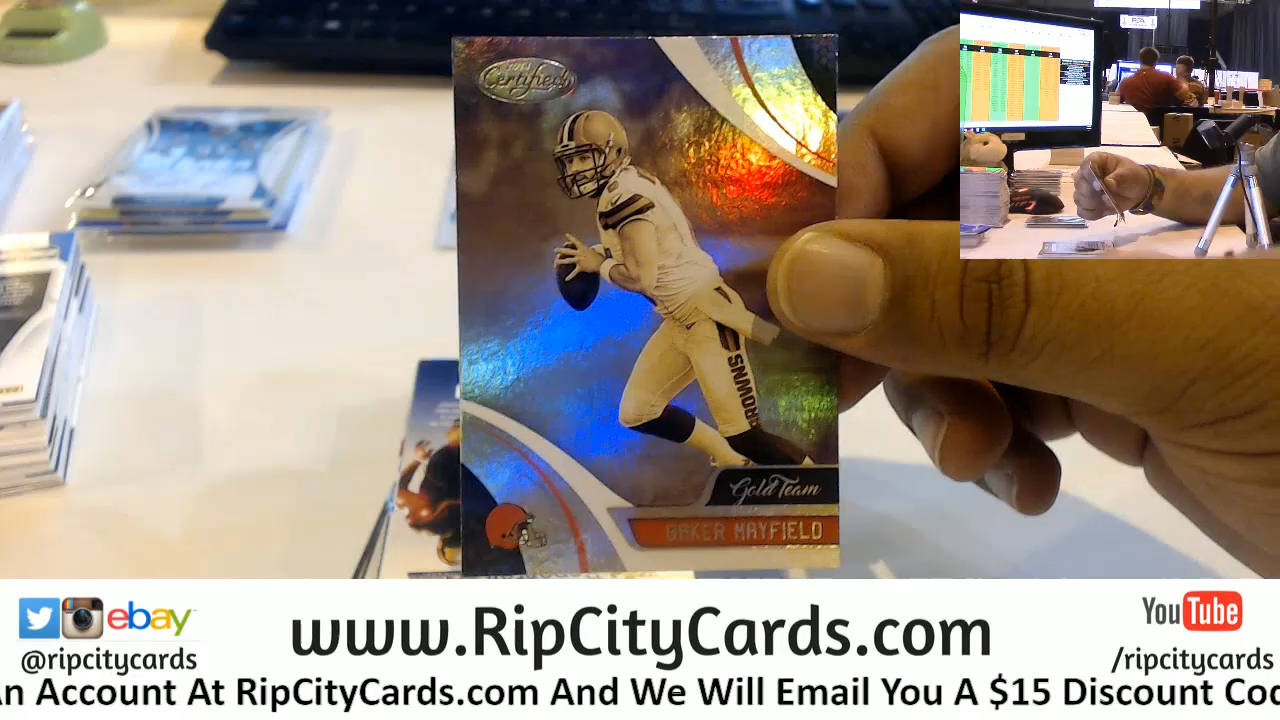 Certified
BROWNS
Gold Team
BAKER MAYFIELD
ebay
www.RipCityCards.com
YouTube
@ripcitycards
/ripcitycards
n Account At RipCityCards.com And We Will Email You A $15 Discount Cod